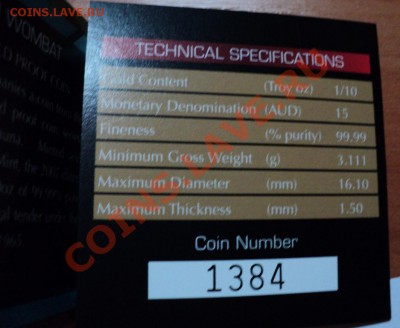 COINS.LAVE.RU
WOMBAT
TECHNICAL SPECIFICATIONS
Gold Content (Troy oz) 1/10
Monetary Denomination (AUD) 15
Fineness (% purity) 99.99
Minimum Gross Weight (g) 3.111
Maximum Diameter (mm) 16.10
Maximum Thickness (mm) 1.50
Coin Number
1384
COINS.LAVE.RU